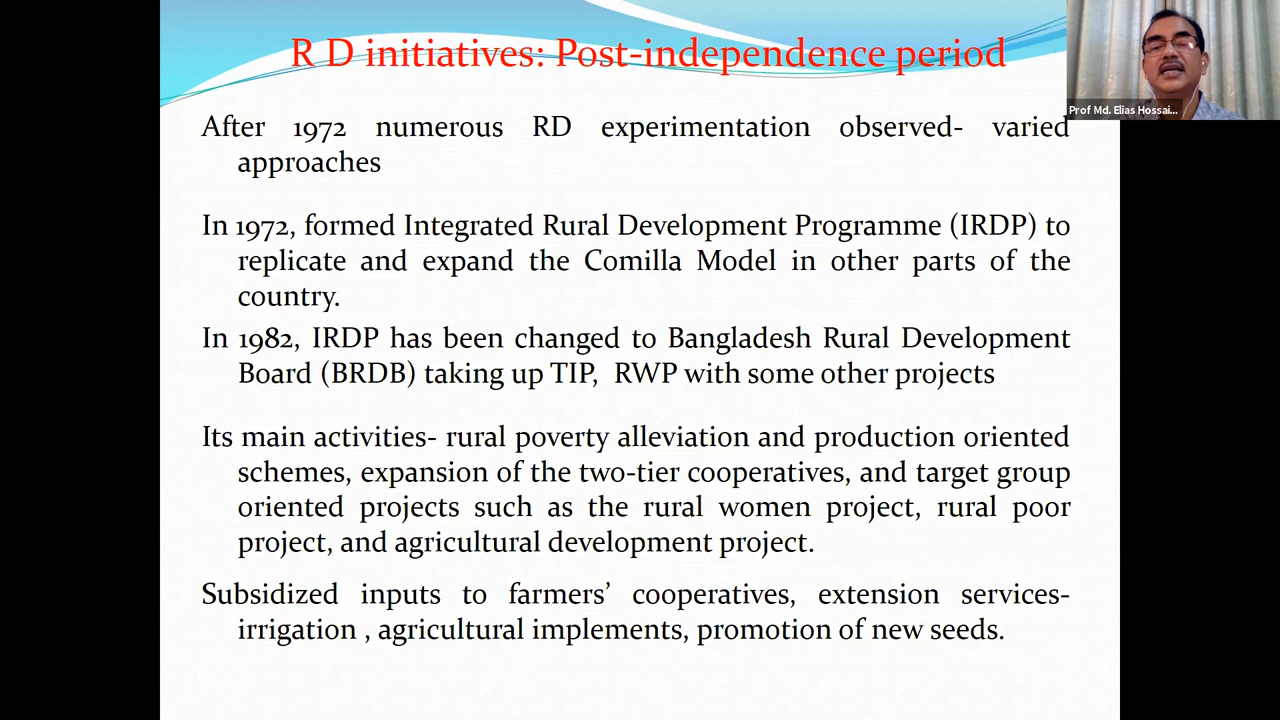 R D initiatives: Post-independence period
Prof Md. Elias Hossai...
After 1972 numerous RD experimentation observed- varied
approaches
In 1972, formed Integrated Rural Development Programme (IRDP) to
replicate and expand the Comilla Model in other parts of the
country.
In 1982, IRDP has been changed to Bangladesh Rural Development
Board (BRDB) taking up TIP, RWP with some other projects
Its main activities- rural poverty alleviation and production oriented
schemes, expansion of the two-tier cooperatives, and target group
oriented projects such as the rural women project, rural poor
project, and agricultural development project.
Subsidized inputs to farmers’ cooperatives, extension services-
irrigation , agricultural implements, promotion of new seeds.